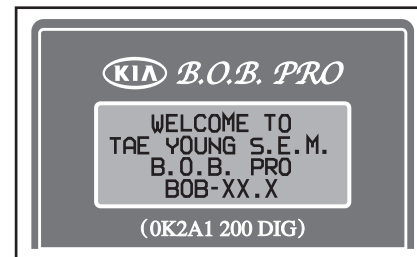 KIA B.O.B. PRO
WELCOME TO
TAE YOUNG S.E.M.
B.O.B. PRO
BOB-XX.X
(0K2A1 200 DIG)